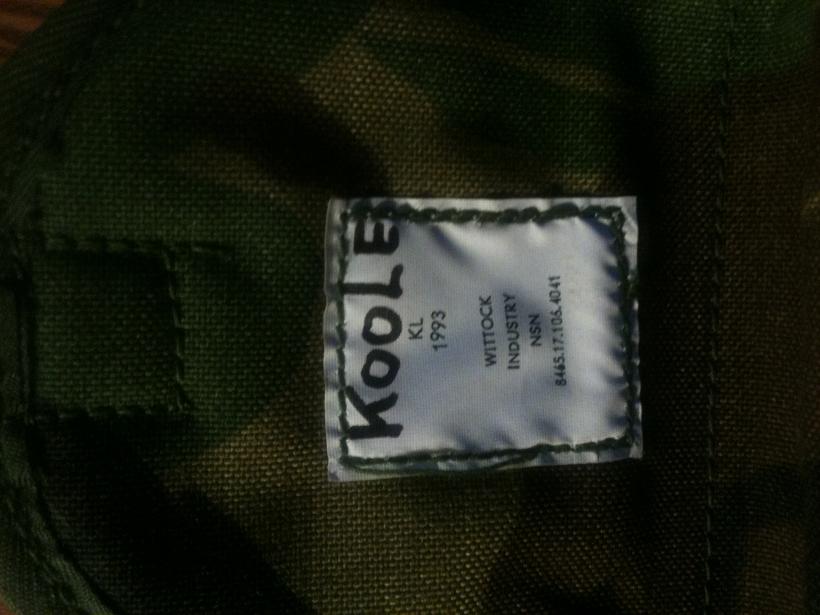 KOOLE
KL
1993
WITTOCK
INDUSTRY
NSN
8465.17.106.4041